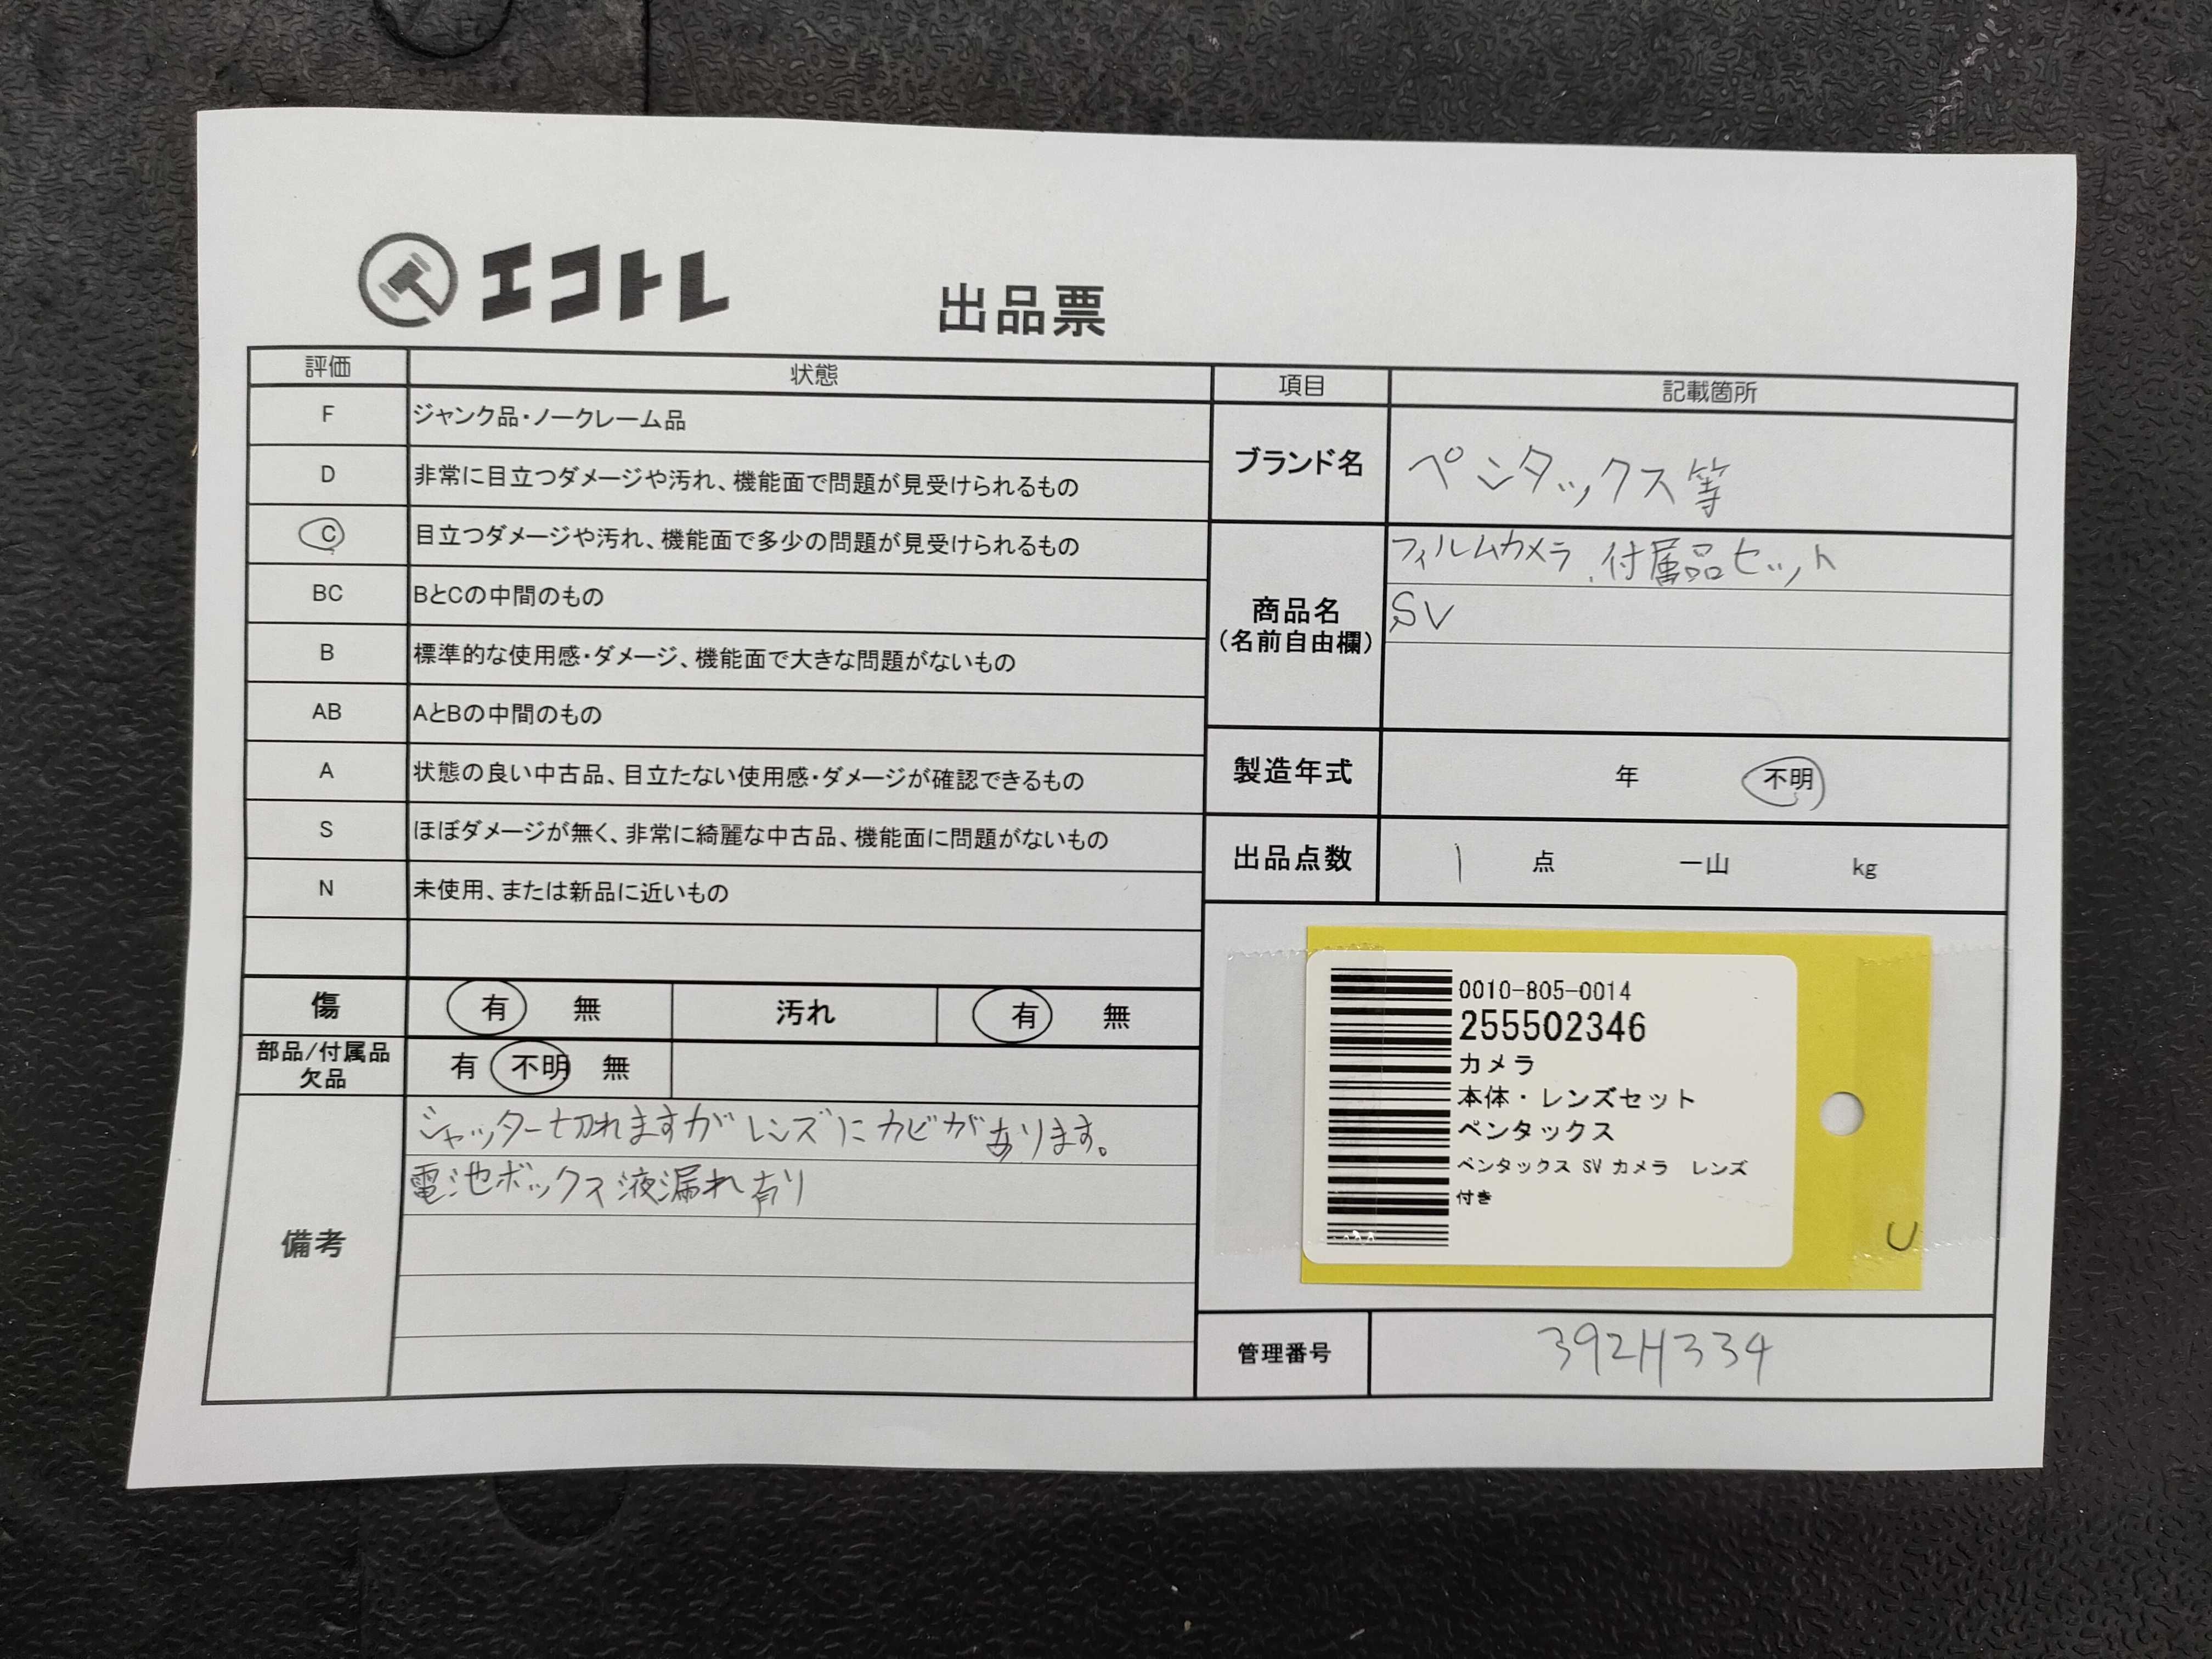 エコトレ
出品票
評価 状態
F ジャンク品・ノークレーム品
D 非常に目立つダメージや汚れ、機能面で問題が見受けられるもの
C 目立つダメージや汚れ、機能面で多少の問題が見受けられるもの
BC BとCの中間のもの
B 標準的な使用感・ダメージ、機能面で大きな問題がないもの
AB AとBの中間のもの
A 状態の良い中古品、目立たない使用感・ダメージが確認できるもの
S ほぼダメージが無く、非常に綺麗な中古品、機能面に問題がないもの
N 未使用、または新品に近いもの
傷 有 無 汚れ 有 無
部品/付属品
欠品
有 不明 無
備考
シャッター切れますがレンズにカビがあります。
電池ボックス液漏れ有り
項目 記載箇所
ブランド名 ペンタックス等
商品名
(名前自由欄)
フィルムカメラ、付属品セット
SV
製造年式 年 不明
出品点数 1 点 一山 kg
0010-805-0014
255502346
カメラ
本体・レンズセット
ペンタックス
ペンタックス SV カメラ レンズ
付き
U
管理番号 392H334